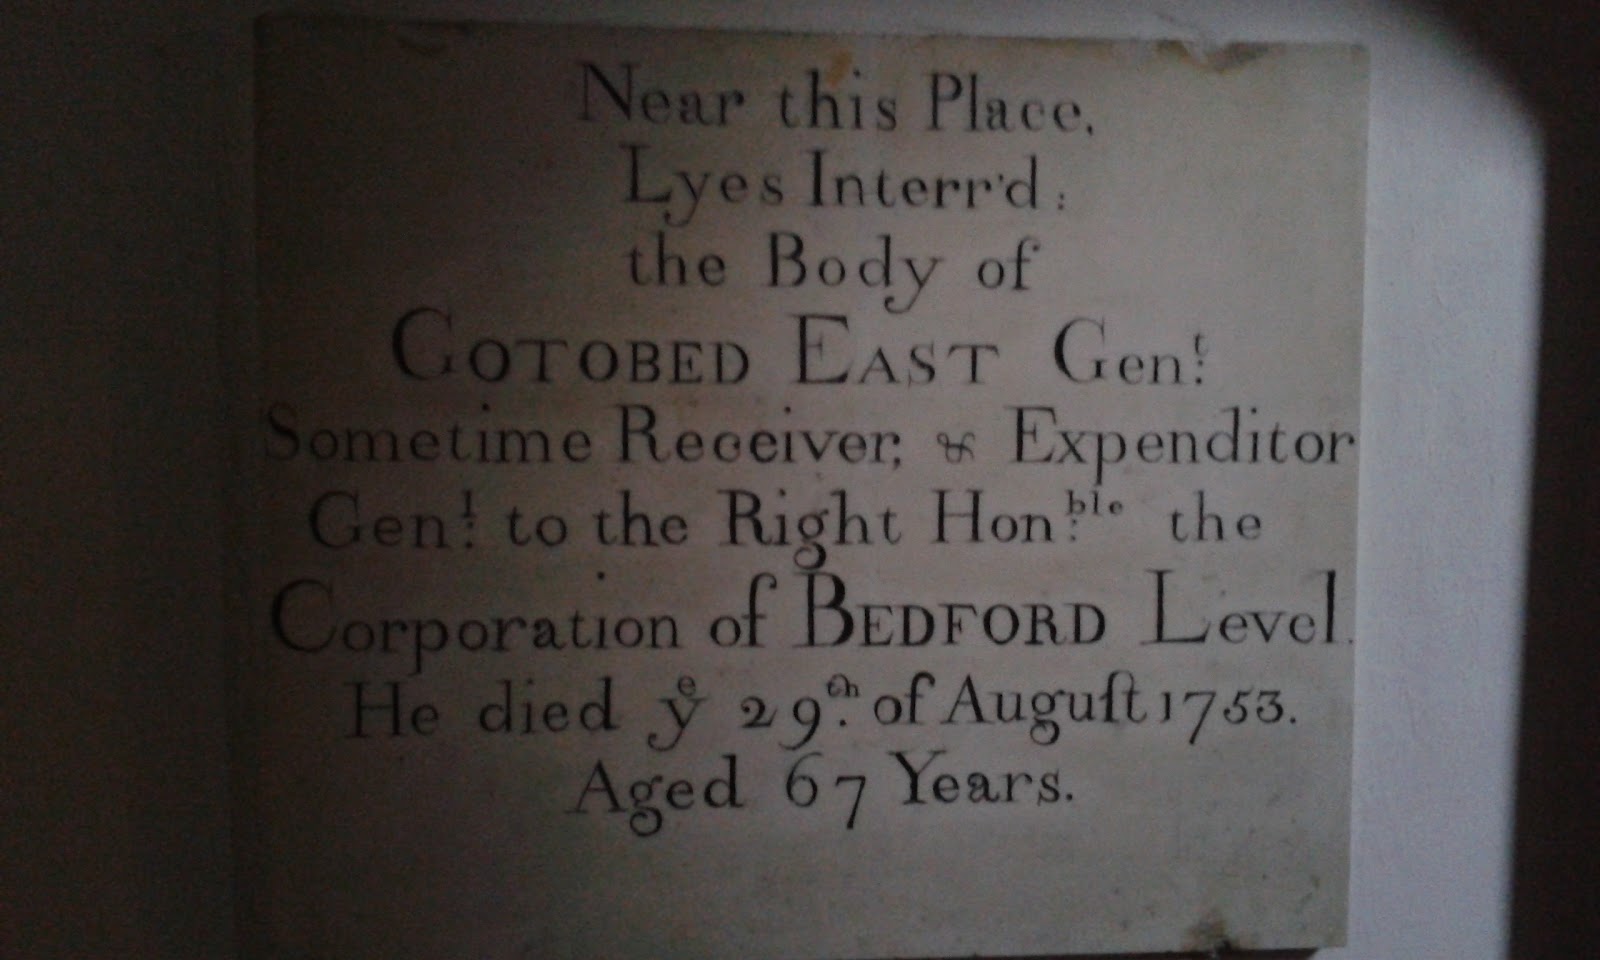 Near this Place,
Lyes Interr'd :
the Body of
GOTOBED EAST Genᵗ.
Sometime Receiver; & Expenditor
Genˡ. to the Right Honᵇˡᵉ. the
Corporation of BEDFORD Level.
He died yᵉ 29ᵗʰ. of Auguſt 1753.
Aged 67 Years.